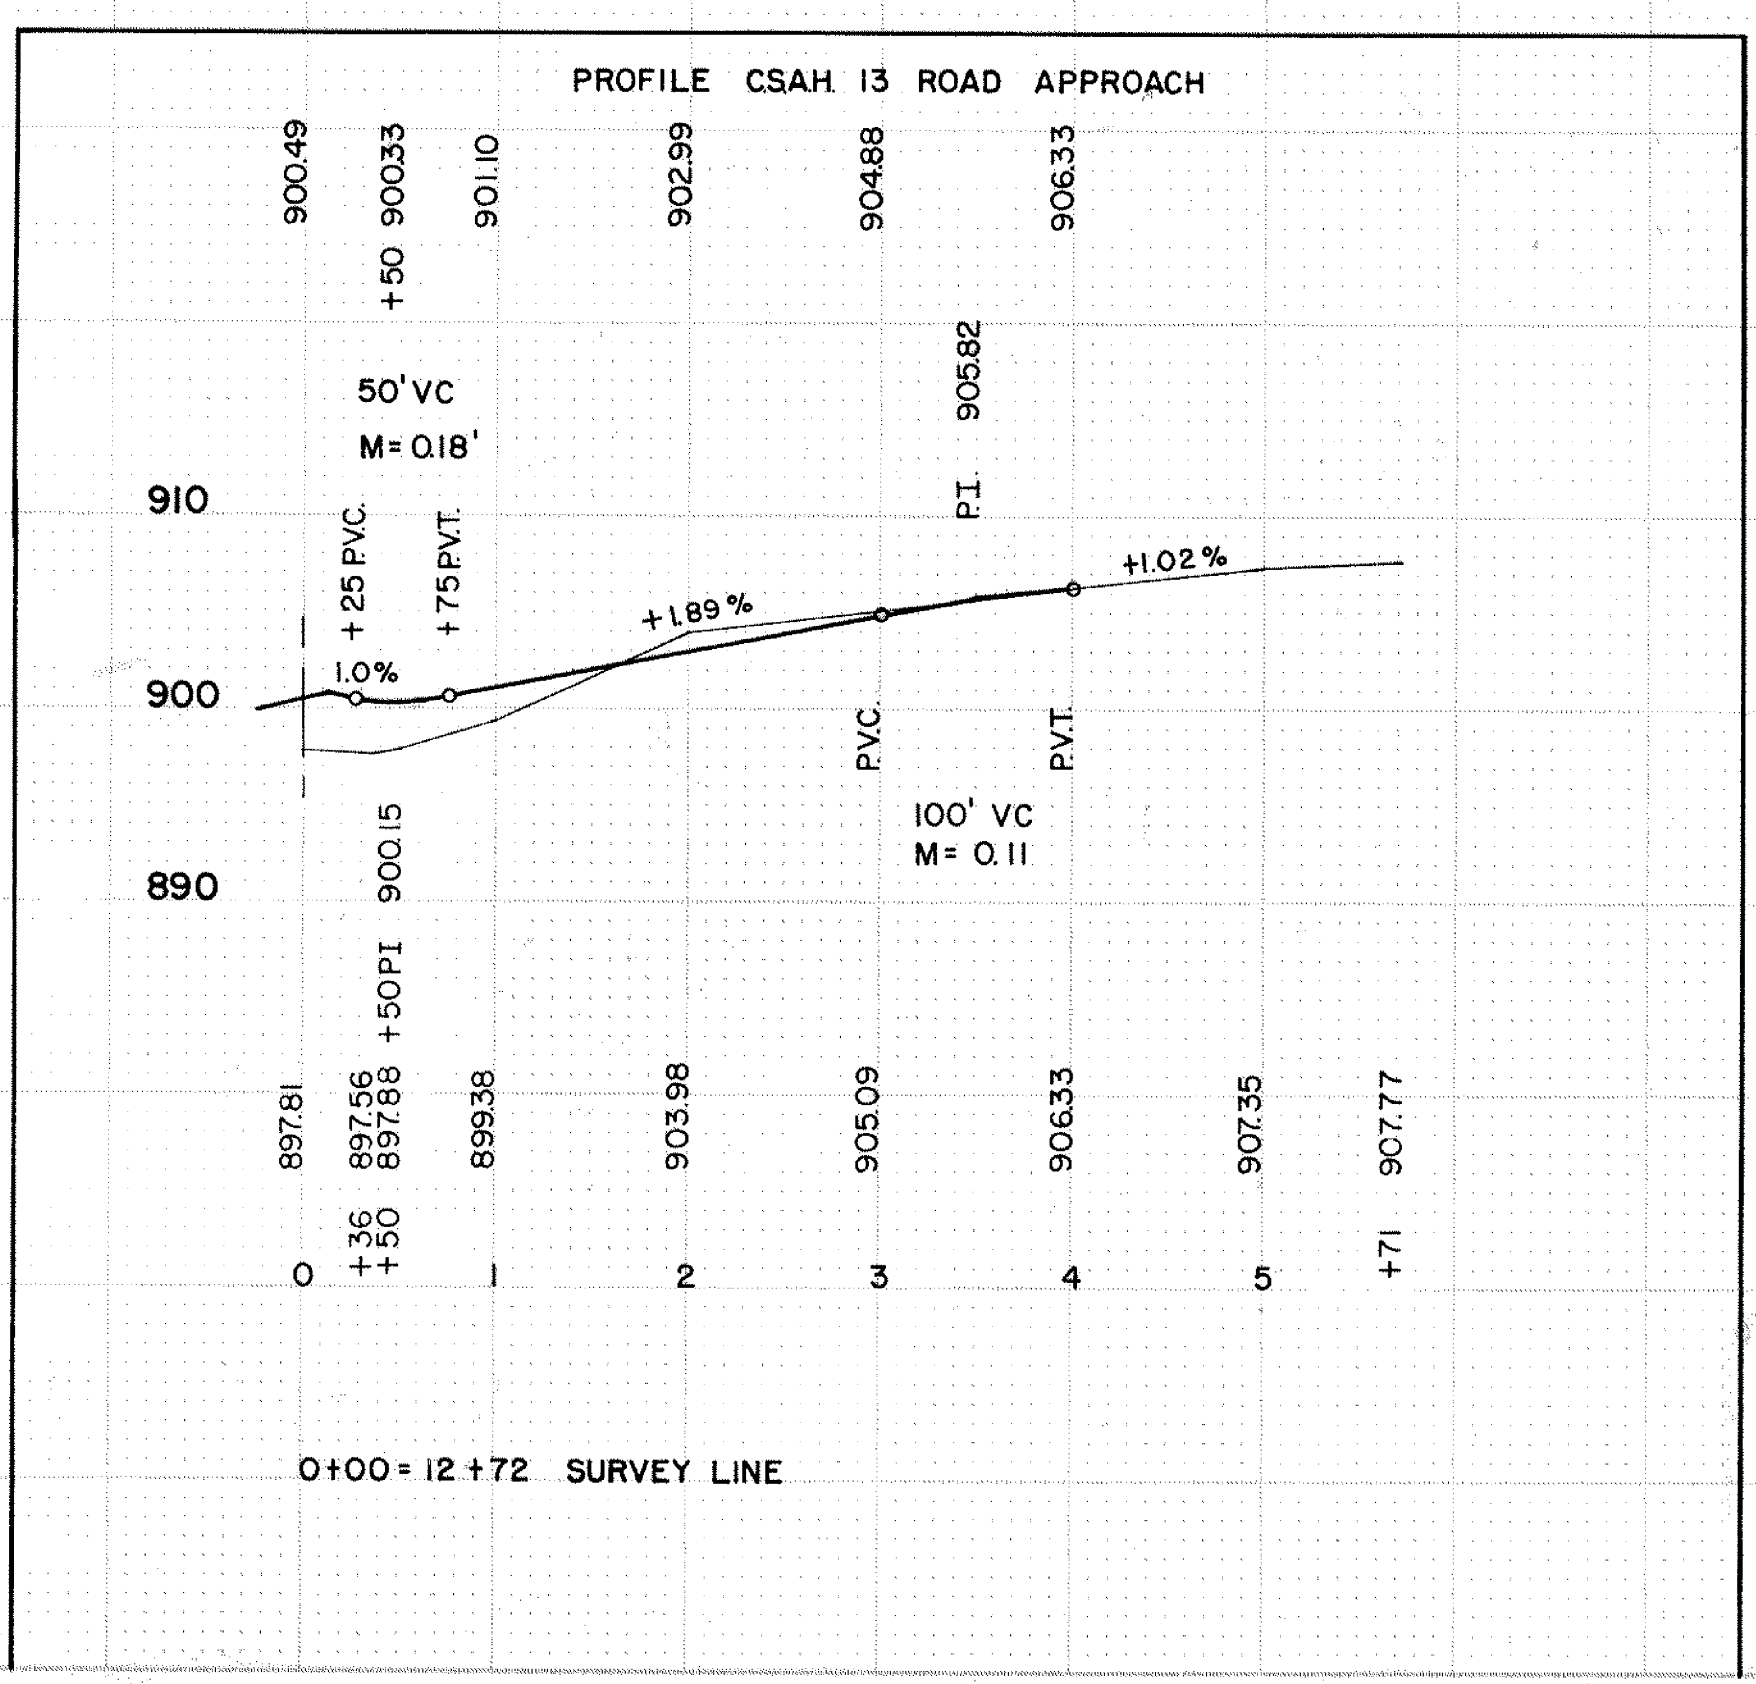 PROFILE C.S.A.H. 13 ROAD APPROACH
900.49
+50 900.33
901.10
902.99
904.88
906.33
P.I. 905.82
50' VC
M= 0.18'
910
+25 P.V.C.
+75 P.V.T.
1.0%
+1.89%
+1.02%
900
P.V.C.
P.V.T.
100' VC
M= 0.11
890
+50 PI 900.15
897.81
+36 897.56
+50 897.88
899.38
903.98
905.09
906.33
907.35
+71 907.77
0 1 2 3 4 5
0+00 = 12+72 SURVEY LINE